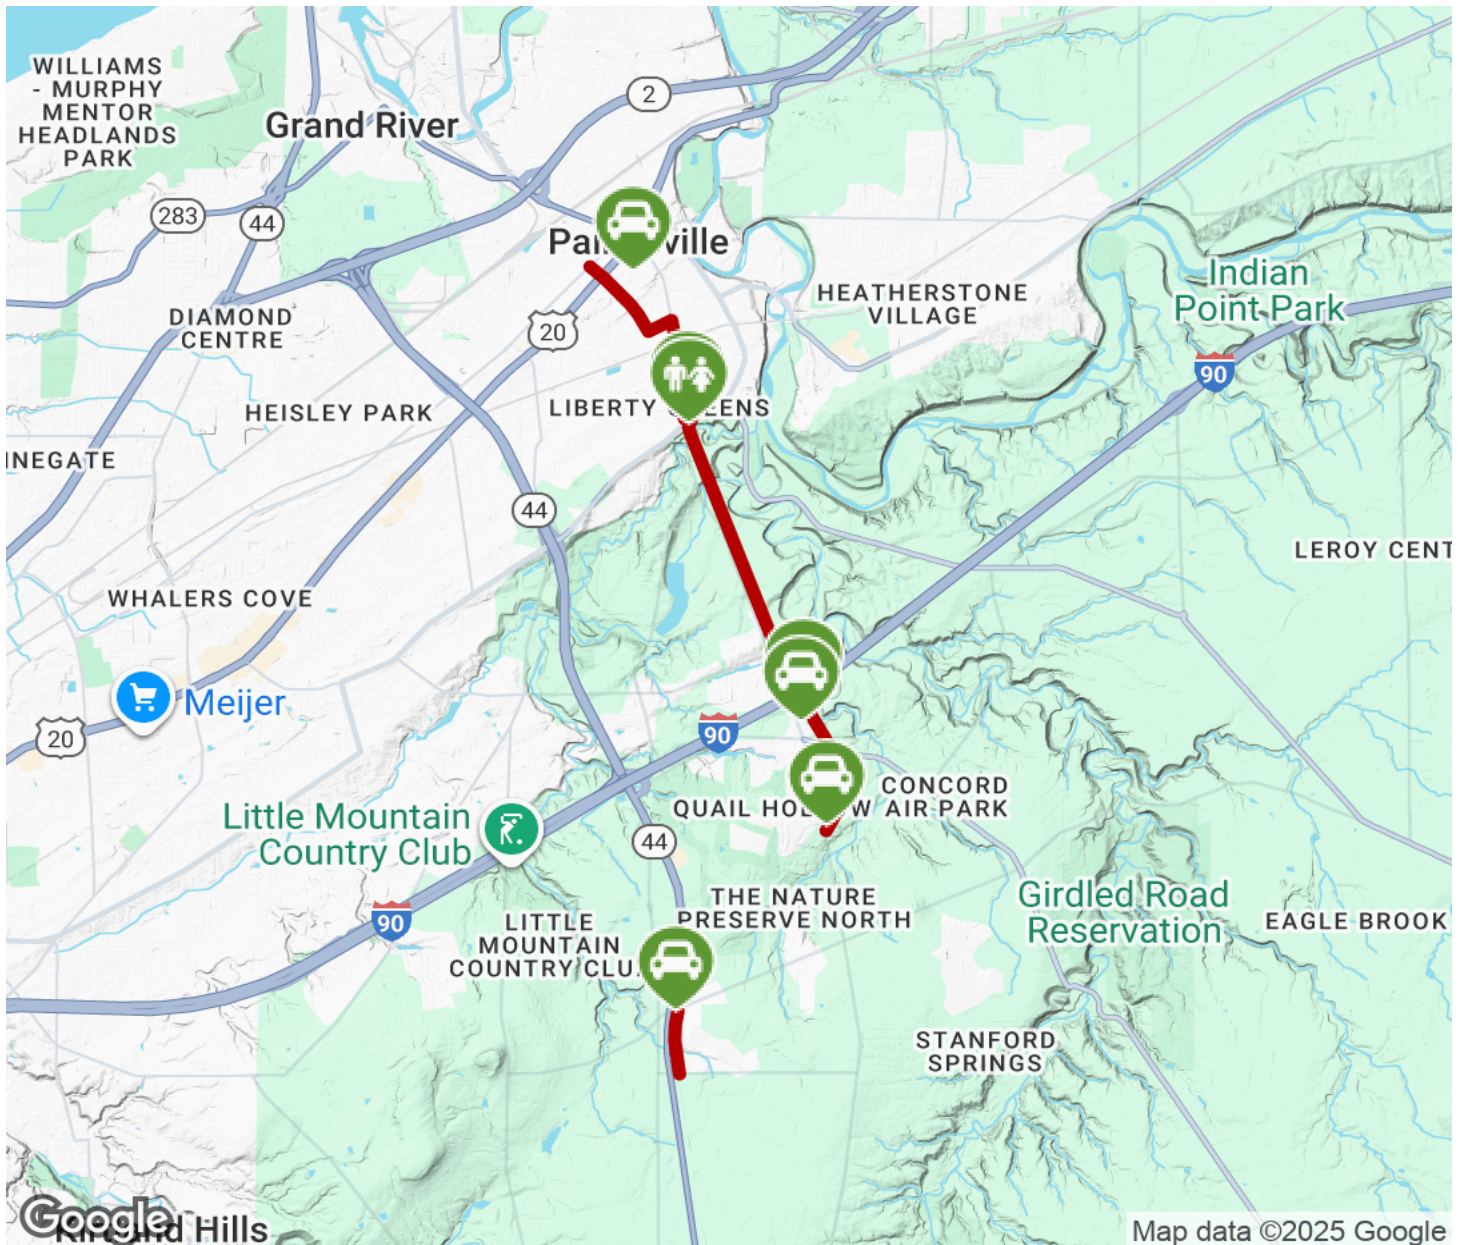 WILLIAMS
- MURPHY
MENTOR
HEADLANDS
PARK
Grand River
2
283
44
DIAMOND
CENTRE
20
HEATHERSTONE
VILLAGE
Indian
Point Park
90
HEISLEY PARK
LIBERTY
NEGATE
44
LEROY CENT
WHALERS COVE
Meijer
20
90
CONCORD
AIR PARK
QUAIL
Little Mountain
Country Club
44
THE NATURE
PRESERVE NORTH
Girdled Road
Reservation
EAGLE BROOK
90
LITTLE
MOUNTAIN
COUNTRY
STANFORD
SPRINGS
Google
Hills
Map data ©2025 Google